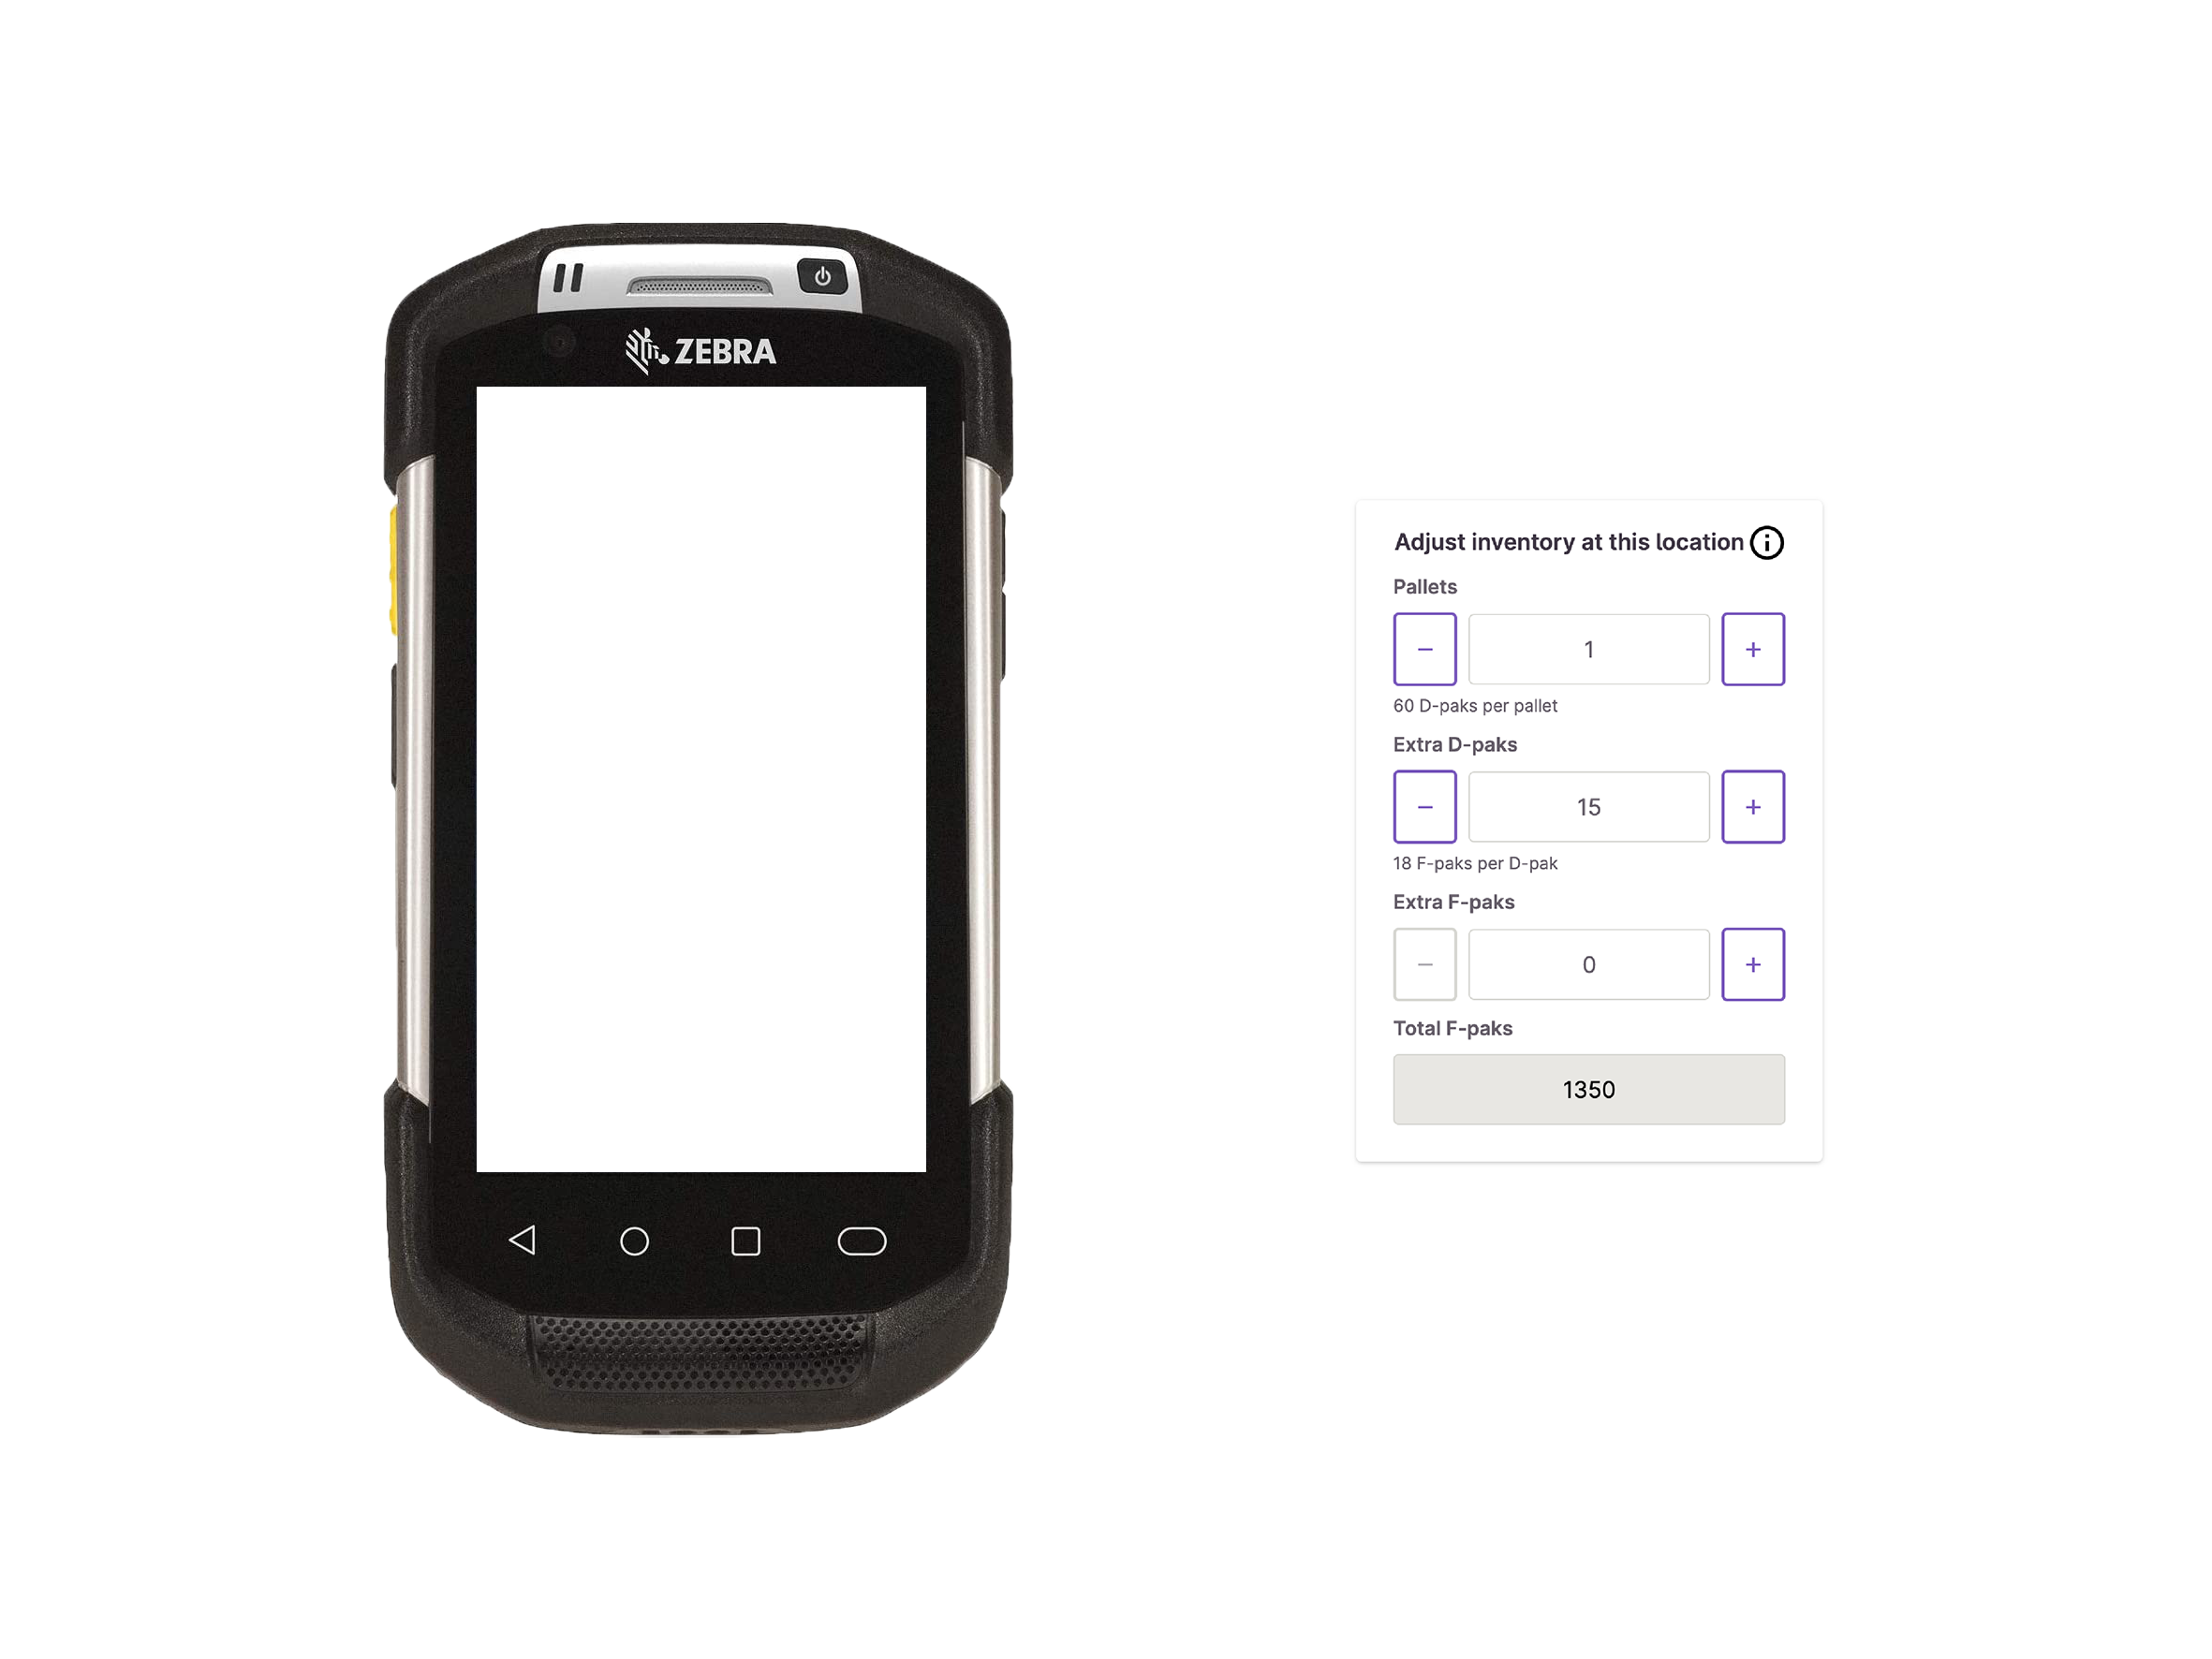 ZEBRA
Adjust inventory at this location
Pallets
− 1 +
60 D-paks per pallet
Extra D-paks
− 15 +
18 F-paks per D-pak
Extra F-paks
− 0 +
Total F-paks
1350